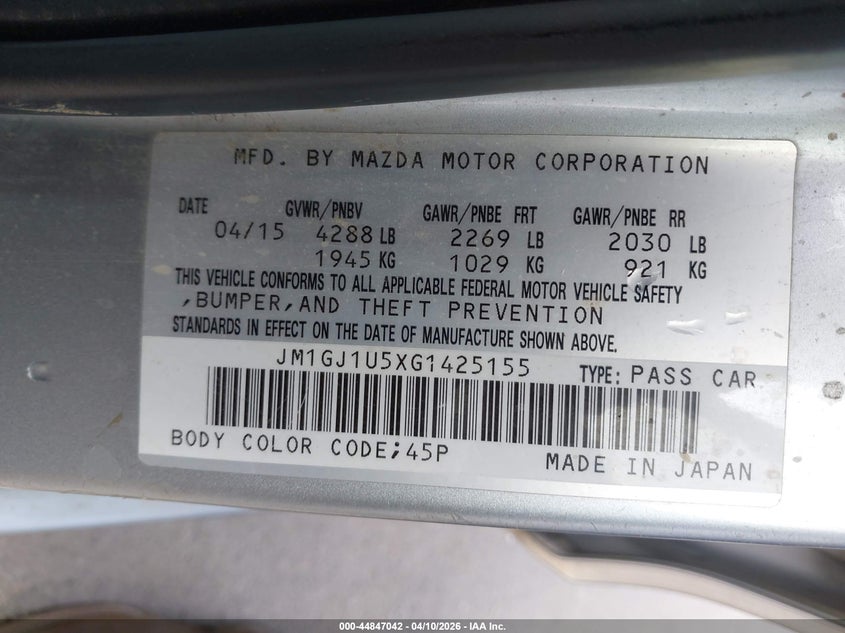 MFD. BY MAZDA MOTOR CORPORATION
DATE GVWR/PNBV GAWR/PNBE FRT GAWR/PNBE RR
04/15 4288 LB 2269 LB 2030 LB
1945 KG 1029 KG 921 KG
THIS VEHICLE CONFORMS TO ALL APPLICABLE FEDERAL MOTOR VEHICLE SAFETY
,BUMPER,AND THEFT PREVENTION
STANDARDS IN EFFECT ON THE DATE OF MANUFACTURE SHOWN ABOVE.
JM1GJ1U5XG1425155 TYPE: PASS CAR
BODY COLOR CODE;45P MADE IN JAPAN
000-44847042 - 04/10/2026 - IAA Inc.